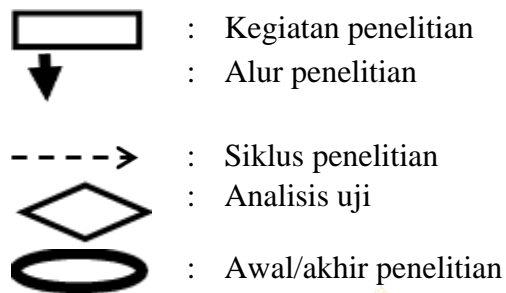 : Kegiatan penelitian
: Alur penelitian
: Siklus penelitian
: Analisis uji
: Awal/akhir penelitian